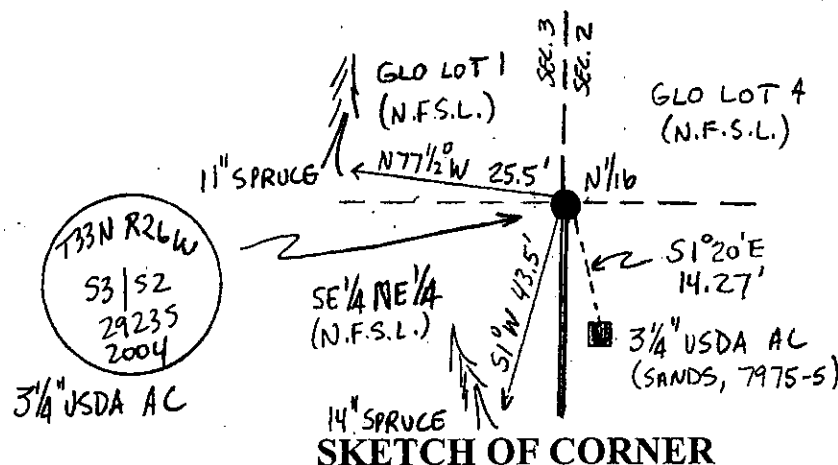 SEC. 3
SEC. 2
GLO LOT 1
(N.F.S.L.)
GLO LOT 4
(N.F.S.L.)
11" SPRUCE
N77½°W 25.5'
N1/16
T33N R26W
S3 | S2
29235
2004
3¼" USDA AC
SE¼ NE¼
(N.F.S.L.)
S1°W 43.5'
S1°20'E
14.27'
3¼" USDA AC
(SANDS, 7975-S)
14" SPRUCE
SKETCH OF CORNER